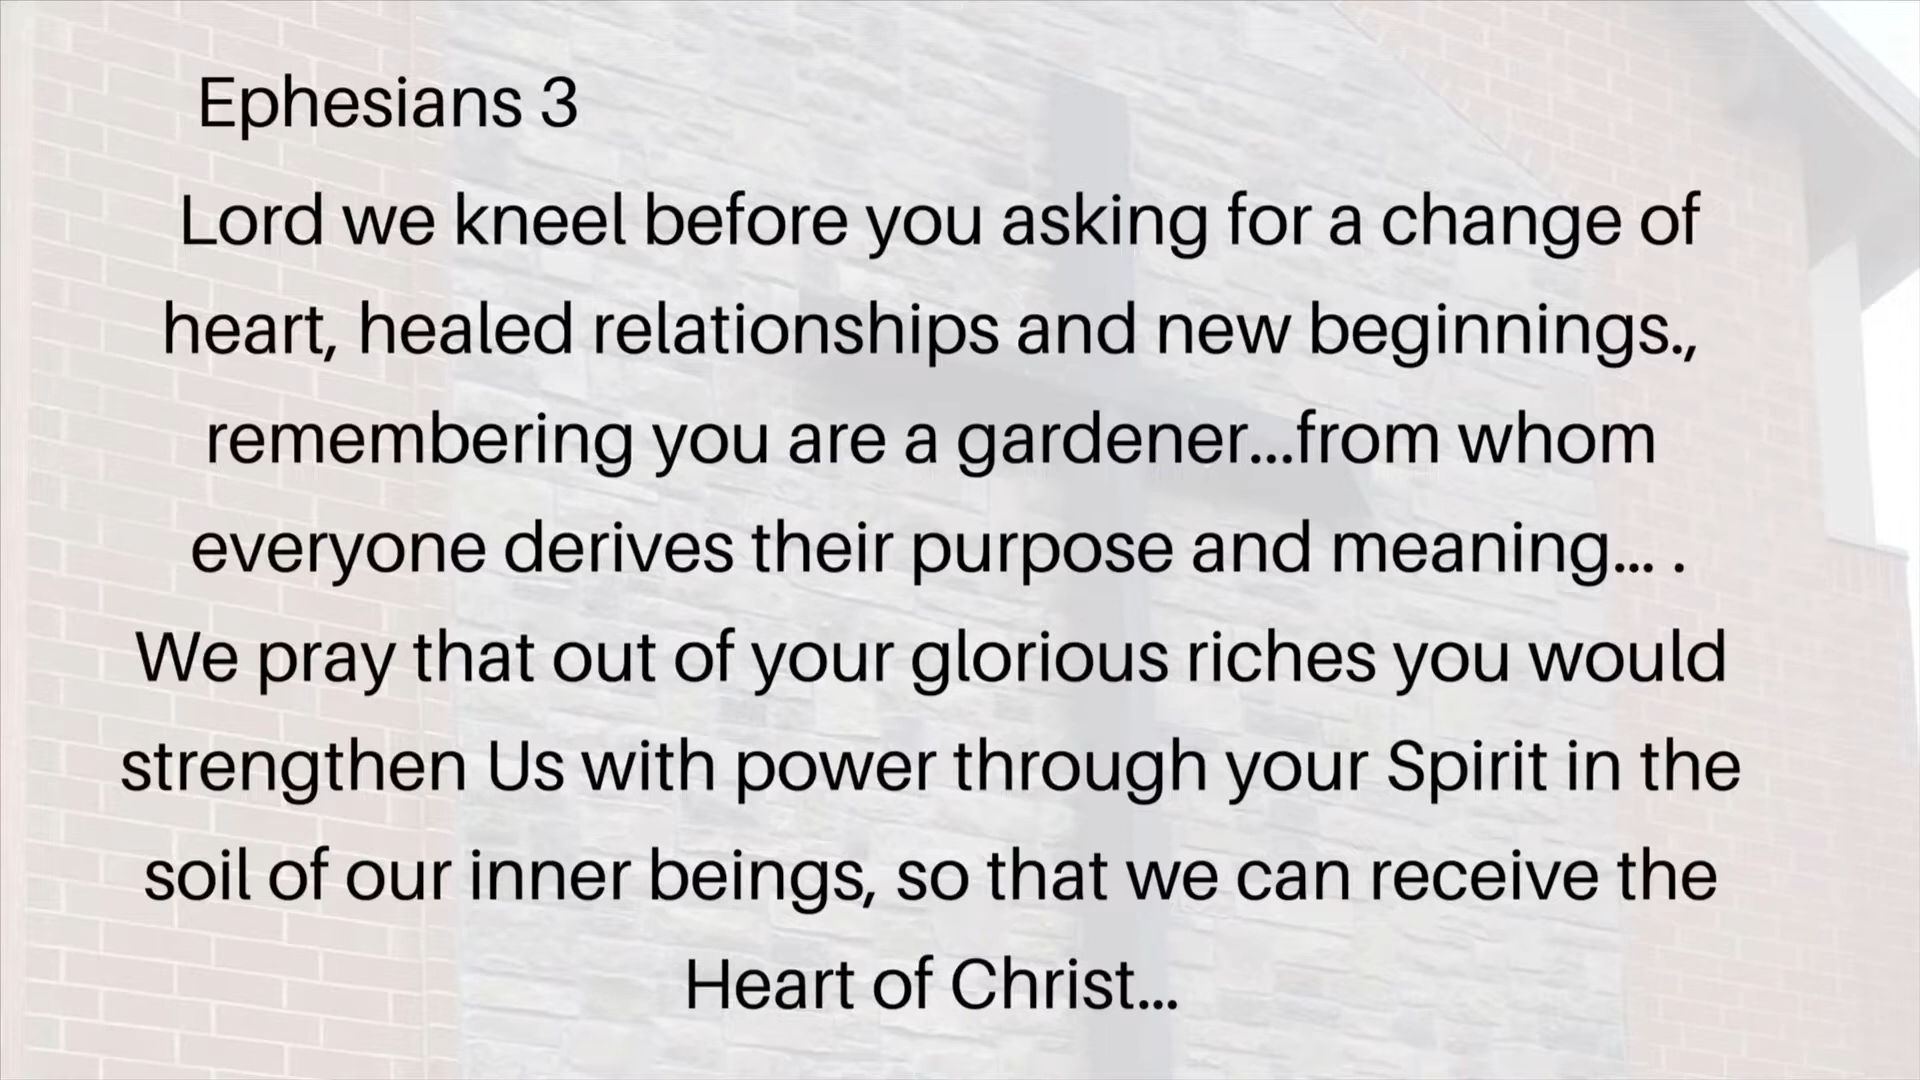 Ephesians 3
Lord we kneel before you asking for a change of
heart, healed relationships and new beginnings.,
remembering you are a gardener...from whom
everyone derives their purpose and meaning... .
We pray that out of your glorious riches you would
strengthen Us with power through your Spirit in the
soil of our inner beings, so that we can receive the
Heart of Christ...